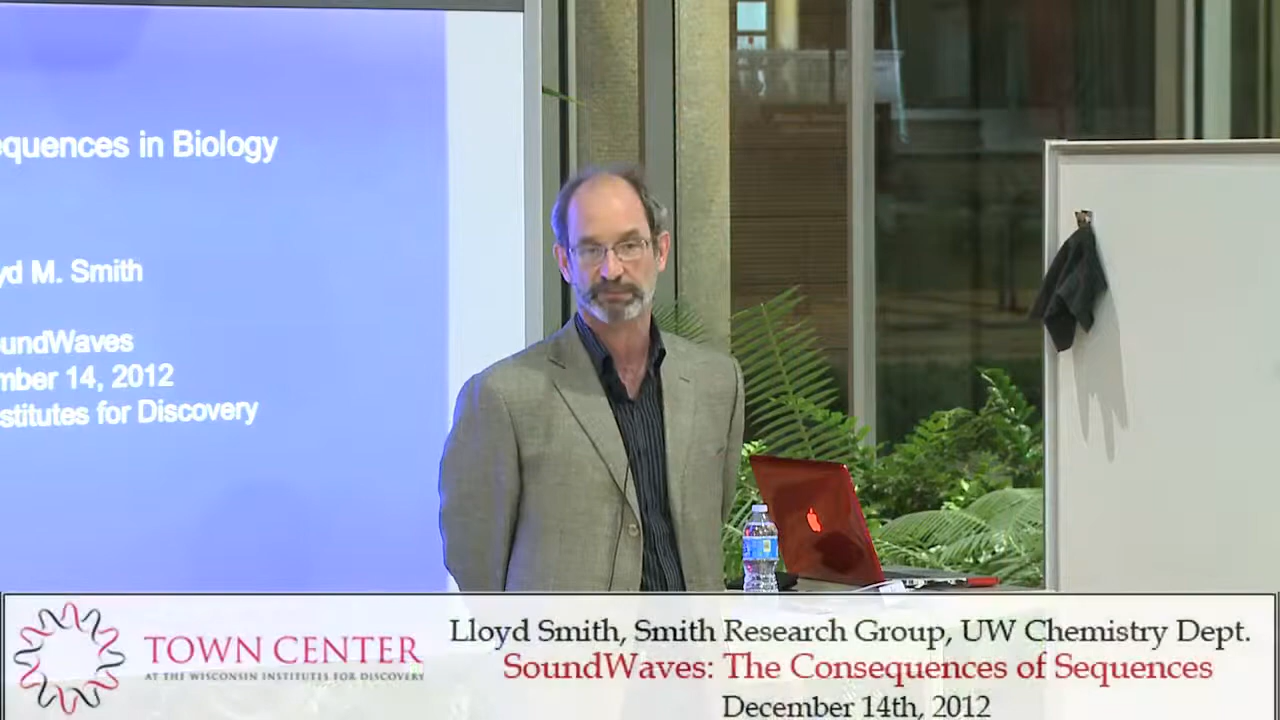 equences in Biology
yd M. Smith
oundWaves
mber 14, 2012
stitutes for Discovery
TOWN CENTER
AT THE WISCONSIN INSTITUTES FOR DISCOVERY
Lloyd Smith, Smith Research Group, UW Chemistry Dept.
SoundWaves: The Consequences of Sequences
December 14th, 2012